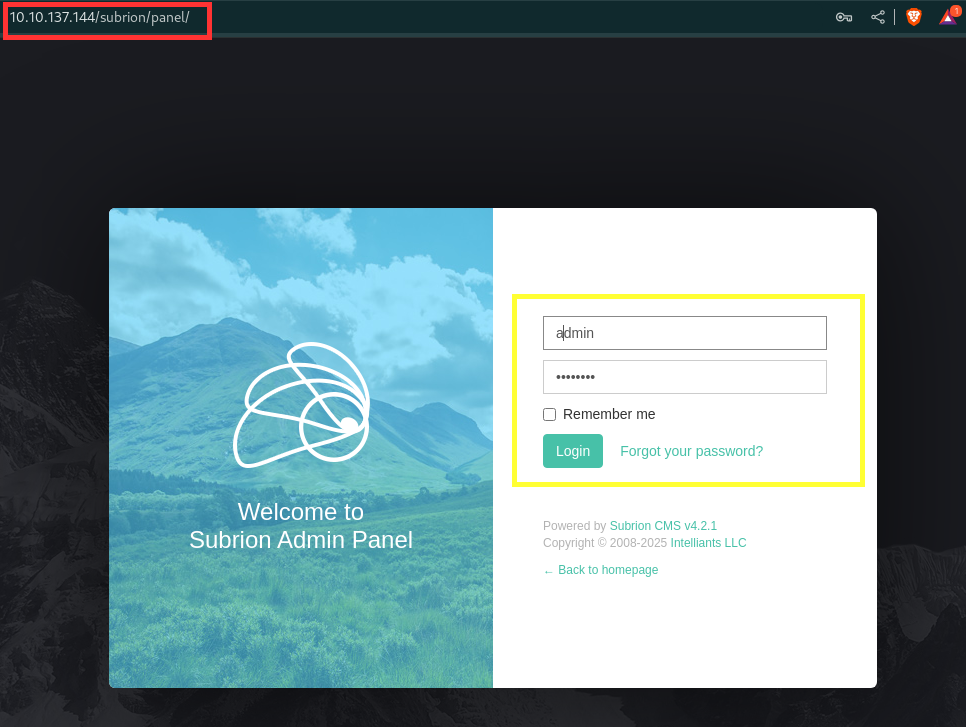 10.10.137.144/subrion/panel/
1
admin
••••••••
Remember me
Login Forgot your password?
Welcome to
Subrion Admin Panel
Powered by Subrion CMS v4.2.1
Copyright © 2008-2025 Intelliants LLC
← Back to homepage